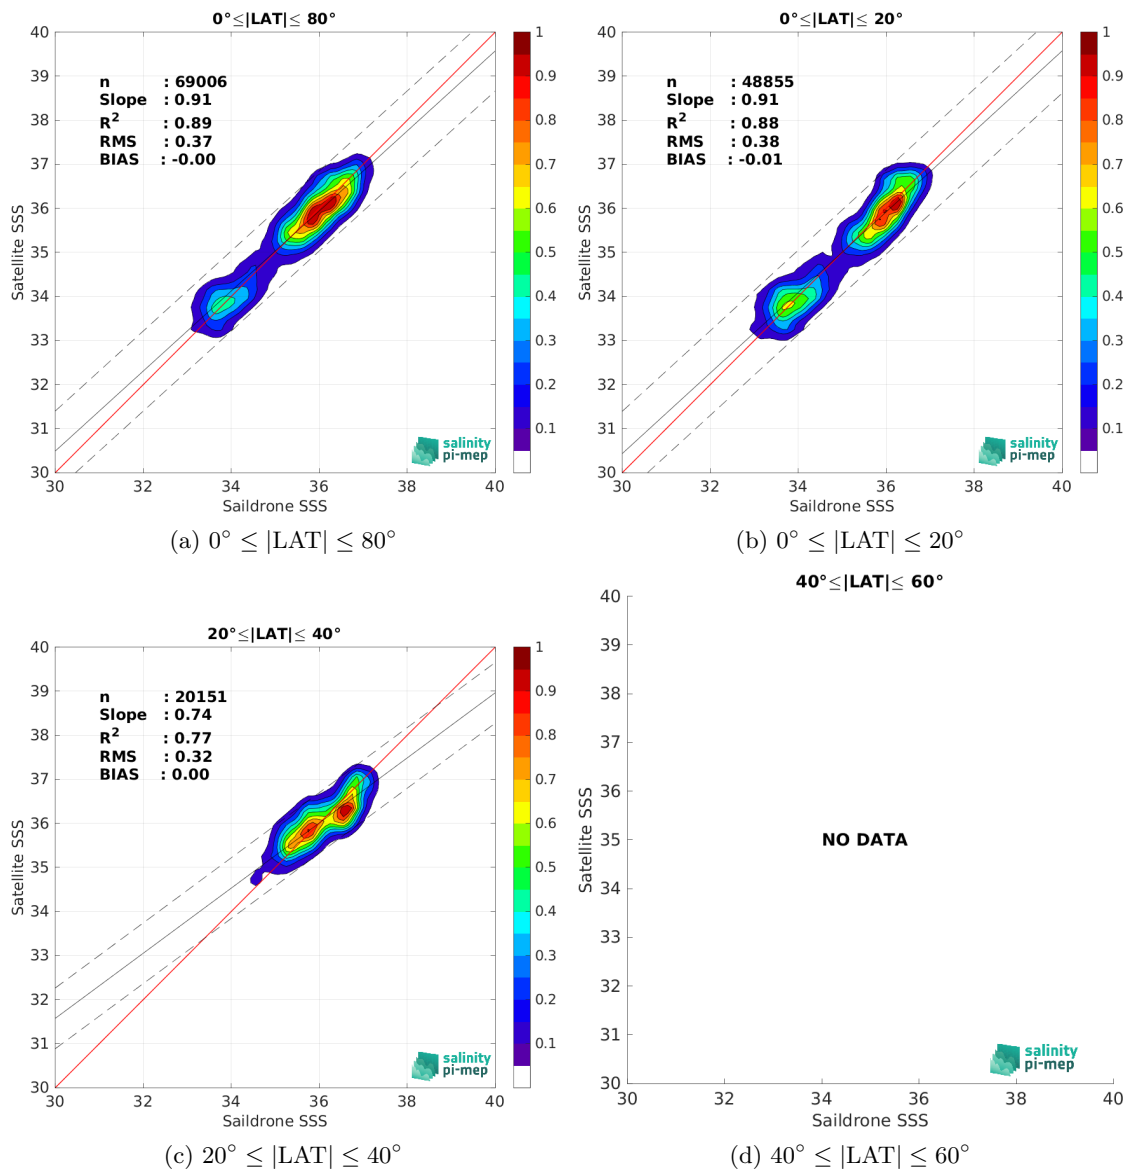 0°≤|LAT|≤ 80°
40
39
38
37
36
35
34
33
32
31
30
Satellite SSS
n : 69006
Slope : 0.91
R² : 0.89
RMS : 0.37
BIAS : -0.00
1
0.9
0.8
0.7
0.6
0.5
0.4
0.3
0.2
0.1
salinity
pi-mep
30 32 34 36 38 40
Saildrone SSS
(a) 0° ≤ |LAT| ≤ 80°
0°≤|LAT|≤ 20°
40
39
38
37
36
35
34
33
32
31
30
Satellite SSS
n : 48855
Slope : 0.91
R² : 0.88
RMS : 0.38
BIAS : -0.01
1
0.9
0.8
0.7
0.6
0.5
0.4
0.3
0.2
0.1
salinity
pi-mep
30 32 34 36 38 40
Saildrone SSS
(b) 0° ≤ |LAT| ≤ 20°
20°≤|LAT|≤ 40°
40
39
38
37
36
35
34
33
32
31
30
Satellite SSS
n : 20151
Slope : 0.74
R² : 0.77
RMS : 0.32
BIAS : 0.00
1
0.9
0.8
0.7
0.6
0.5
0.4
0.3
0.2
0.1
salinity
pi-mep
30 32 34 36 38 40
Saildrone SSS
(c) 20° ≤ |LAT| ≤ 40°
40°≤|LAT|≤ 60°
40
39
38
37
36
35
34
33
32
31
30
Satellite SSS
NO DATA
salinity
pi-mep
30 32 34 36 38 40
Saildrone SSS
(d) 40° ≤ |LAT| ≤ 60°